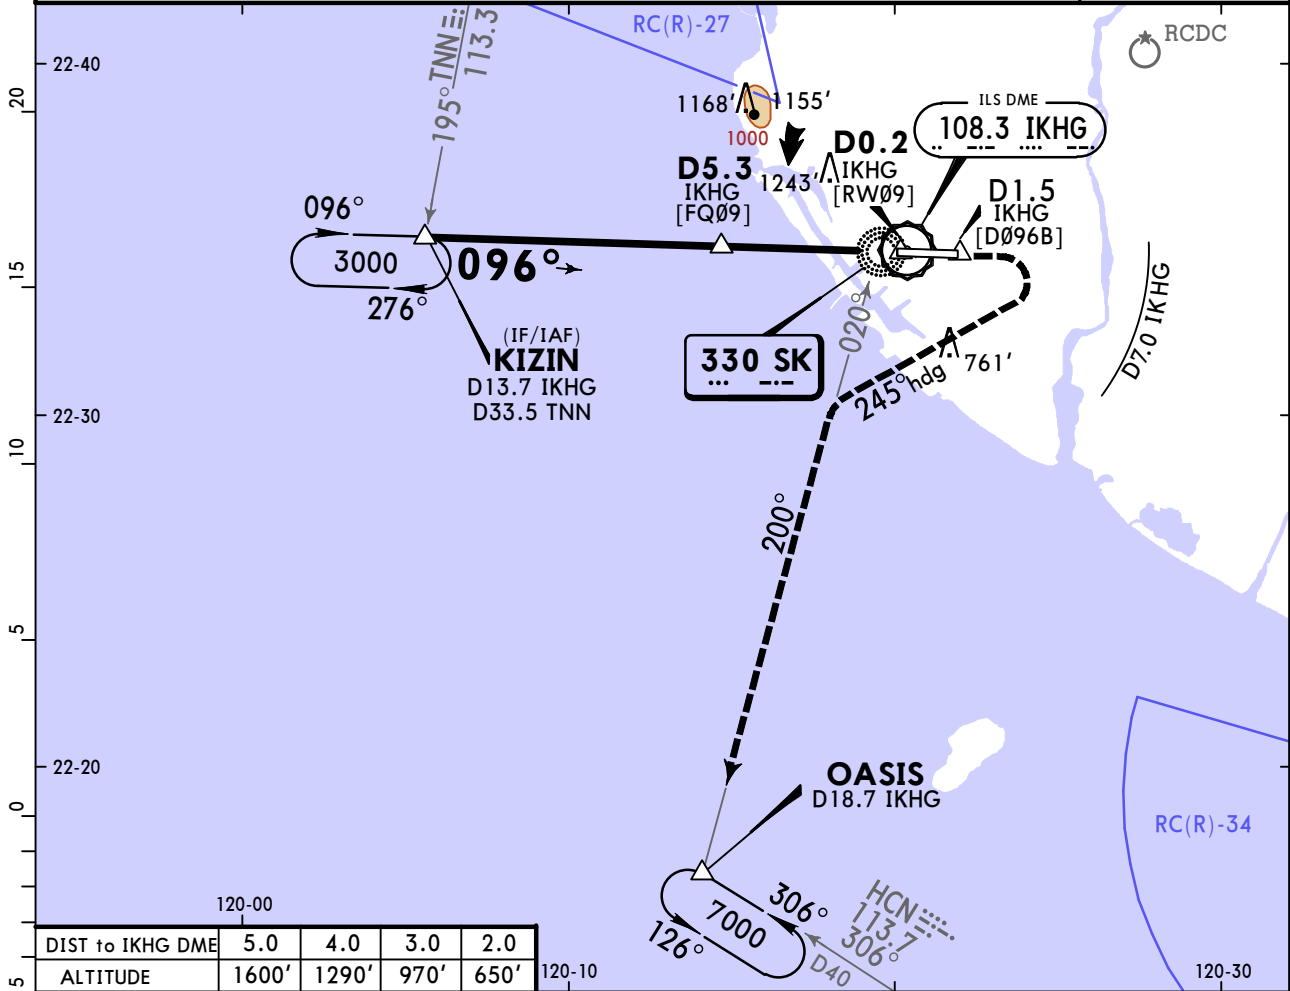 RC(R)-27
RCDC
22-40
TNN
113.3
195°
20
1168'
1155'
1000
ILS DME
108.3 IKHG
D0.2
IKHG
[RWØ9]
D5.3
IKHG
[FQØ9]
1243'
D1.5
IKHG
[DØ96B]
096°
3000
276°
096°
15
(IF/IAF)
KIZIN
D13.7 IKHG
D33.5 TNN
330 SK
020°
D7.0 IKHG
761'
245° hdg
22-30
10
200°
5
22-20
OASIS
D18.7 IKHG
0
RC(R)-34
7000
306°
126°
HCN
113.7
306°
D40
120-00
5
120-10
120-30
DIST to IKHG DME 5.0 4.0 3.0 2.0
ALTITUDE 1600' 1290' 970' 650'